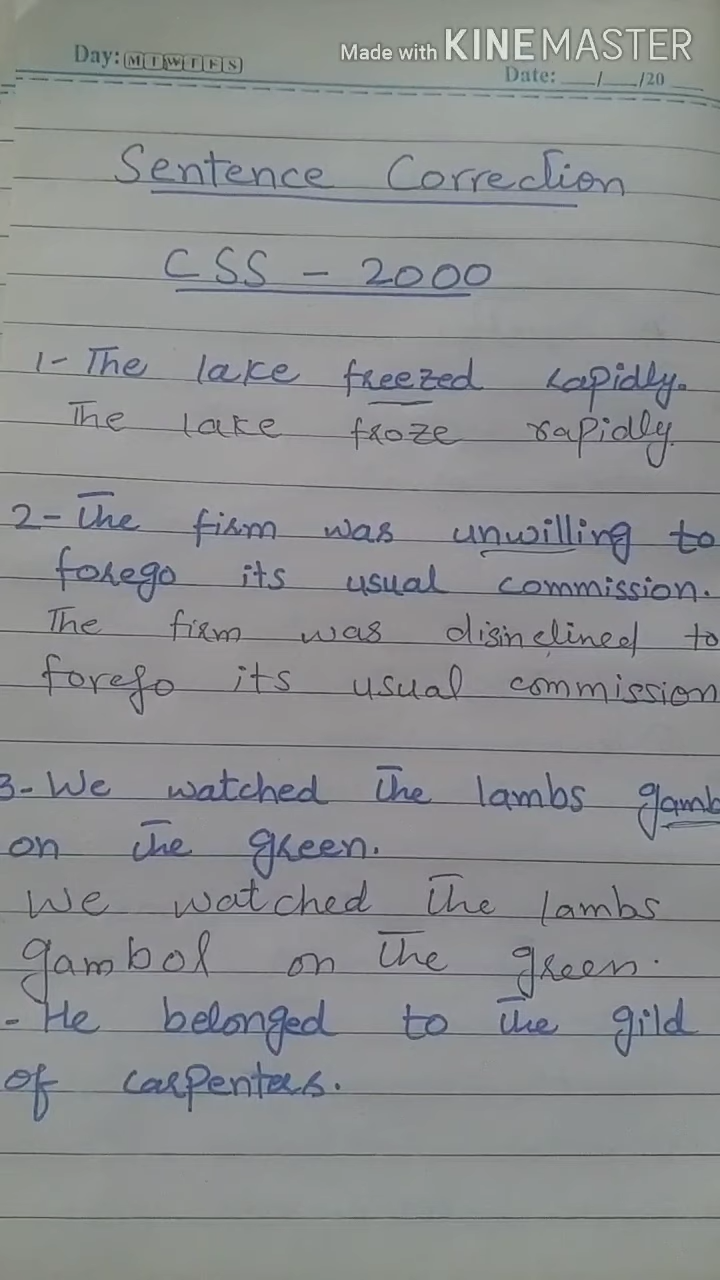 Day: M T W T F S
Made with KINEMASTER
Date: __/__/20__
Sentence Correction
CSS - 2000
1- The lake freezed rapidly.
The lake froze rapidly.
2- The firm was unwilling to
forego its usual commission.
The firm was disinclined to
forego its usual commission
3- We watched the lambs gamb
on the green.
We watched the lambs
gambol on the green.
- He belonged to the gild
of carpenters.